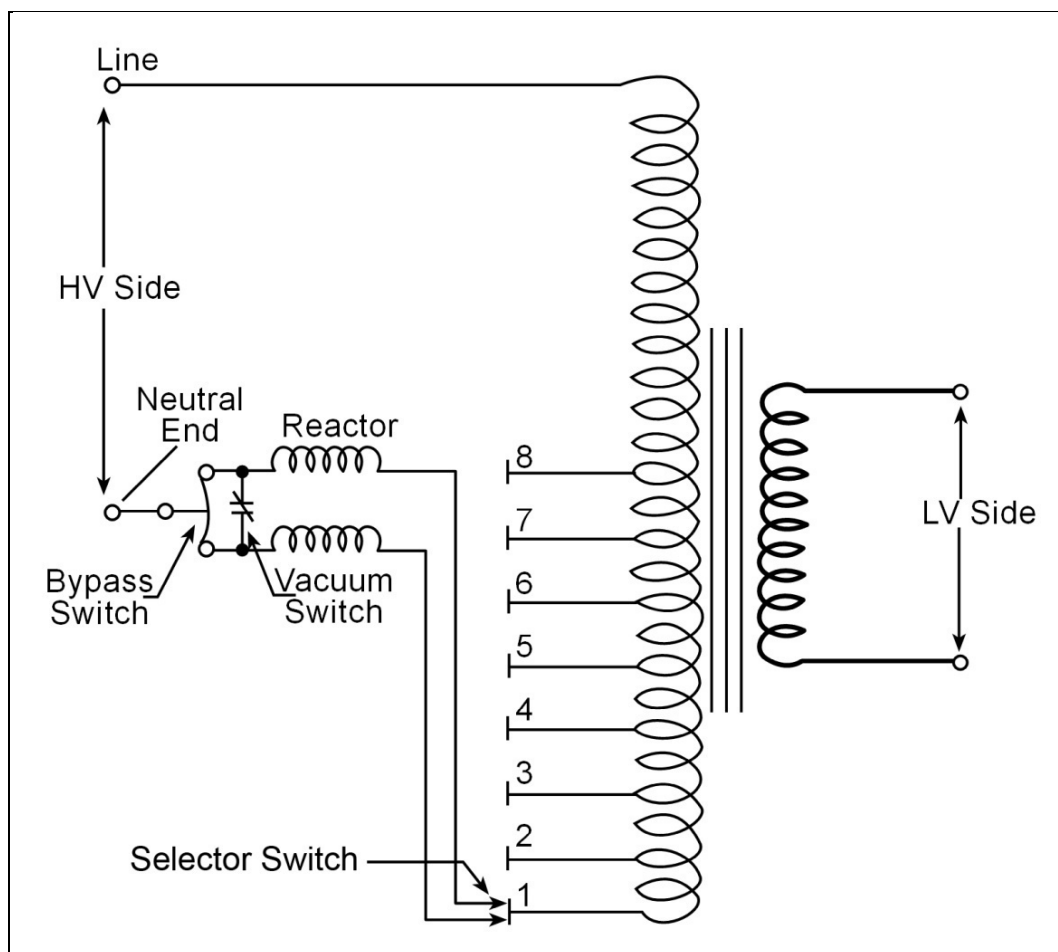 Line
HV Side
Neutral
End
Reactor
Bypass
Switch
Vacuum
Switch
8
7
6
5
4
3
2
1
Selector Switch
LV Side